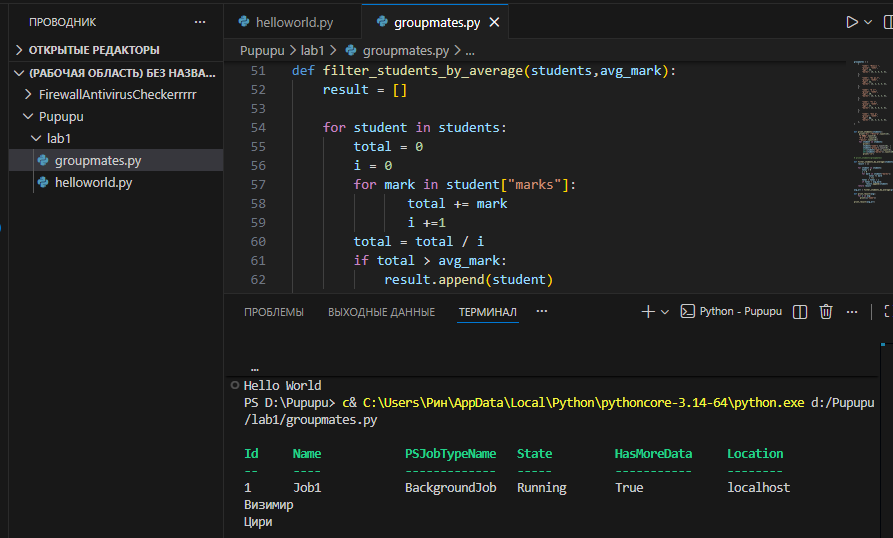 ПРОВОДНИК ...
ОТКРЫТЫЕ РЕДАКТОРЫ
(РАБОЧАЯ ОБЛАСТЬ) БЕЗ НАЗВА...
FirewallAntivirusCheckerrrrr
Pupupu
lab1
groupmates.py
helloworld.py
helloworld.py
groupmates.py
Pupupu > lab1 > groupmates.py > ...
51 def filter_students_by_average(students,avg_mark):
52 result = []
53
54 for student in students:
55 total = 0
56 i = 0
57 for mark in student["marks"]:
58 total += mark
59 i +=1
60 total = total / i
61 if total > avg_mark:
62 result.append(student)
ПРОБЛЕМЫ ВЫХОДНЫЕ ДАННЫЕ ТЕРМИНАЛ ...
Python - Pupupu ...
...
Hello World
PS D:\Pupupu> c& C:\Users\Рин\AppData\Local\Python\pythoncore-3.14-64\python.exe d:/Pupupu
/lab1/groupmates.py
Id Name PSJobTypeName State HasMoreData Location
-- ---- ------------- ----- ----------- --------
1 Job1 BackgroundJob Running True localhost
Визимир
Цири